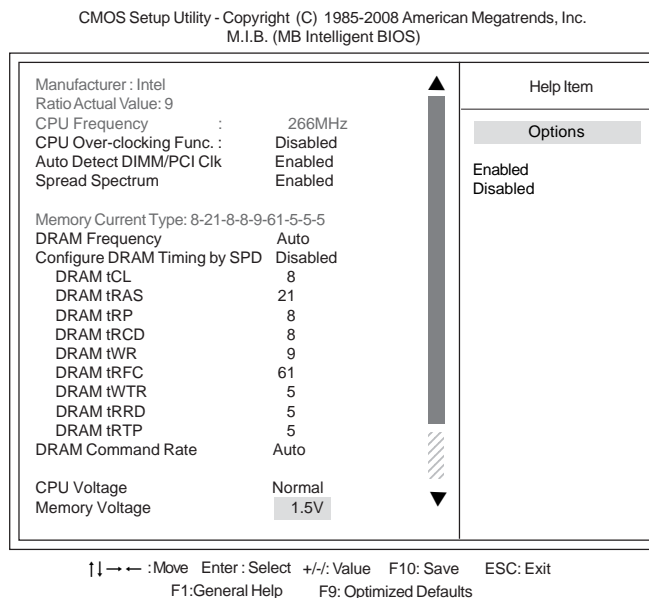 CMOS Setup Utility - Copyright (C) 1985-2008 American Megatrends, Inc.
M.I.B. (MB Intelligent BIOS)
Manufacturer : Intel
Ratio Actual Value: 9
CPU Frequency : 266MHz
CPU Over-clocking Func. : Disabled
Auto Detect DIMM/PCI Clk Enabled
Spread Spectrum Enabled
Memory Current Type: 8-21-8-8-9-61-5-5-5
DRAM Frequency Auto
Configure DRAM Timing by SPD Disabled
DRAM tCL 8
DRAM tRAS 21
DRAM tRP 8
DRAM tRCD 8
DRAM tWR 9
DRAM tRFC 61
DRAM tWTR 5
DRAM tRRD 5
DRAM tRTP 5
DRAM Command Rate Auto
CPU Voltage Normal
Memory Voltage 1.5V
Help Item
Options
Enabled
Disabled
↑↓→← : Move Enter : Select +/-/: Value F10: Save ESC: Exit
F1:General Help F9: Optimized Defaults